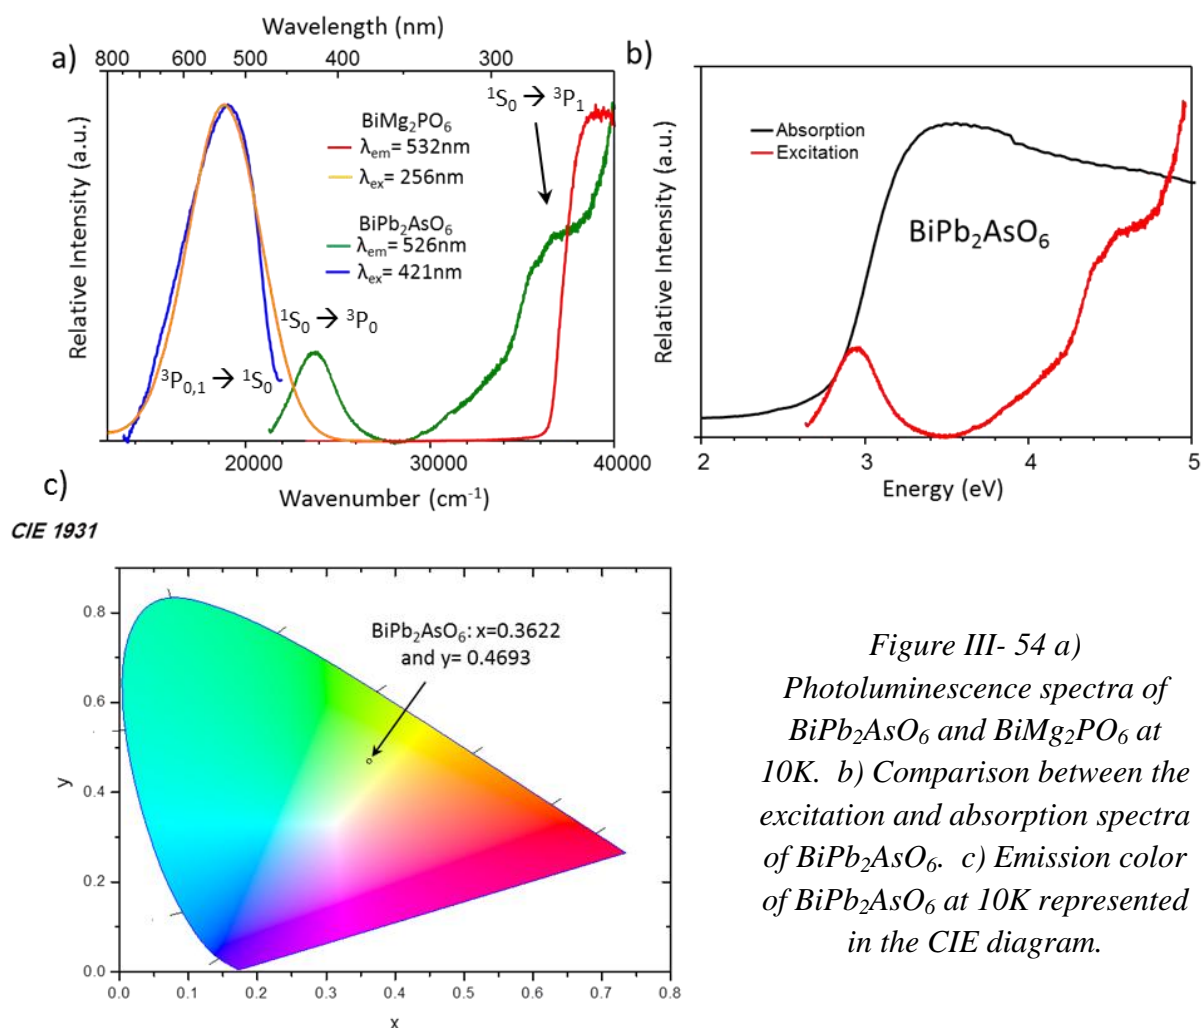 Wavelength (nm)
a)
800 600 500 400 300
¹S₀ → ³P₁
BiMg₂PO₆
λem= 532nm
λex= 256nm
BiPb₂AsO₆
λem= 526nm
λex= 421nm
¹S₀ → ³P₀
³P₀,₁ → ¹S₀
Relative Intensity (a.u.)
20000 30000 40000
Wavenumber (cm⁻¹)
b)
Absorption
Excitation
BiPb₂AsO₆
Relative Intensity (a.u.)
2 3 4 5
Energy (eV)
c)
CIE 1931
BiPb₂AsO₆: x=0.3622
and y= 0.4693
0.8
0.6
0.4
0.2
0.0
y
0.0 0.1 0.2 0.3 0.4 0.5 0.6 0.7 0.8
x
Figure III- 54 a)
Photoluminescence spectra of
BiPb₂AsO₆ and BiMg₂PO₆ at
10K. b) Comparison between the
excitation and absorption spectra
of BiPb₂AsO₆. c) Emission color
of BiPb₂AsO₆ at 10K represented
in the CIE diagram.